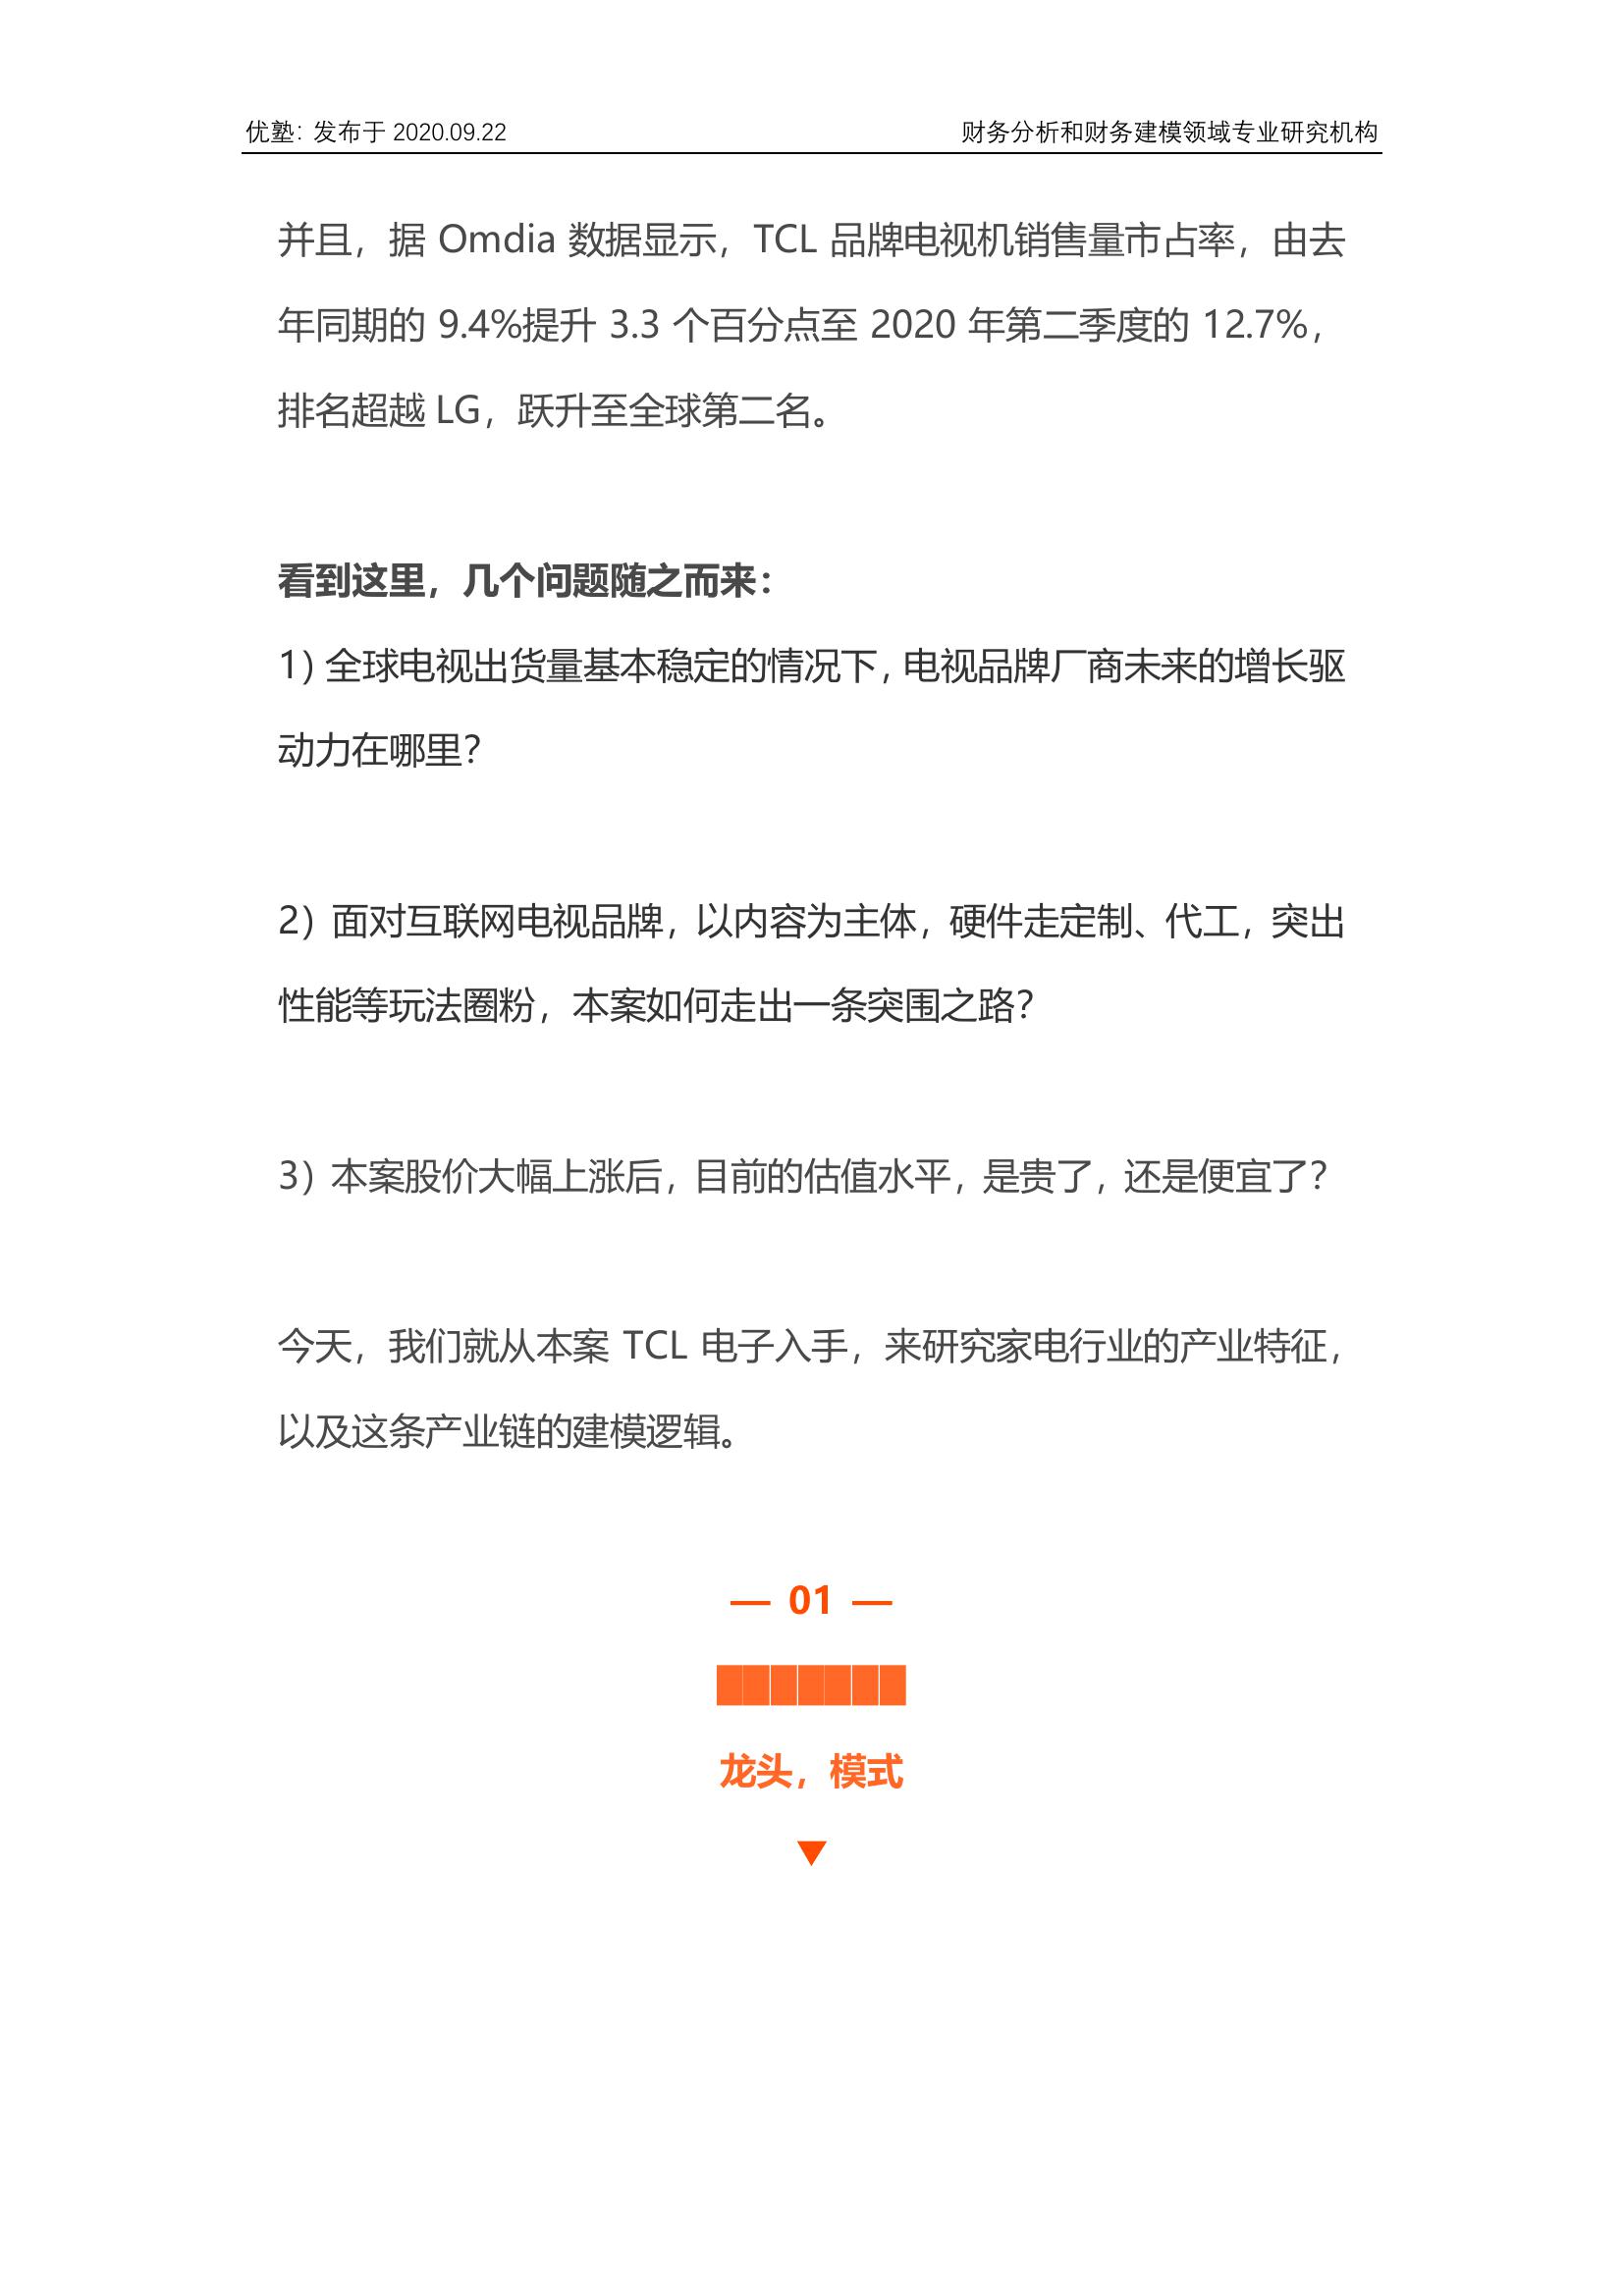 优塾：发布于 2020.09.22 财务分析和财务建模领域专业研究机构
并且，据 Omdia 数据显示，TCL 品牌电视机销售量市占率，由去
年同期的 9.4%提升 3.3 个百分点至 2020 年第二季度的 12.7%，
排名超越 LG，跃升至全球第二名。
看到这里，几个问题随之而来：
1）全球电视出货量基本稳定的情况下，电视品牌厂商未来的增长驱
动力在哪里？
2）面对互联网电视品牌，以内容为主体，硬件走定制、代工，突出
性能等玩法圈粉，本案如何走出一条突围之路？
3）本案股价大幅上涨后，目前的估值水平，是贵了，还是便宜了？
今天，我们就从本案 TCL 电子入手，来研究家电行业的产业特征，
以及这条产业链的建模逻辑。
— 01 —
███████
龙头，模式
▼